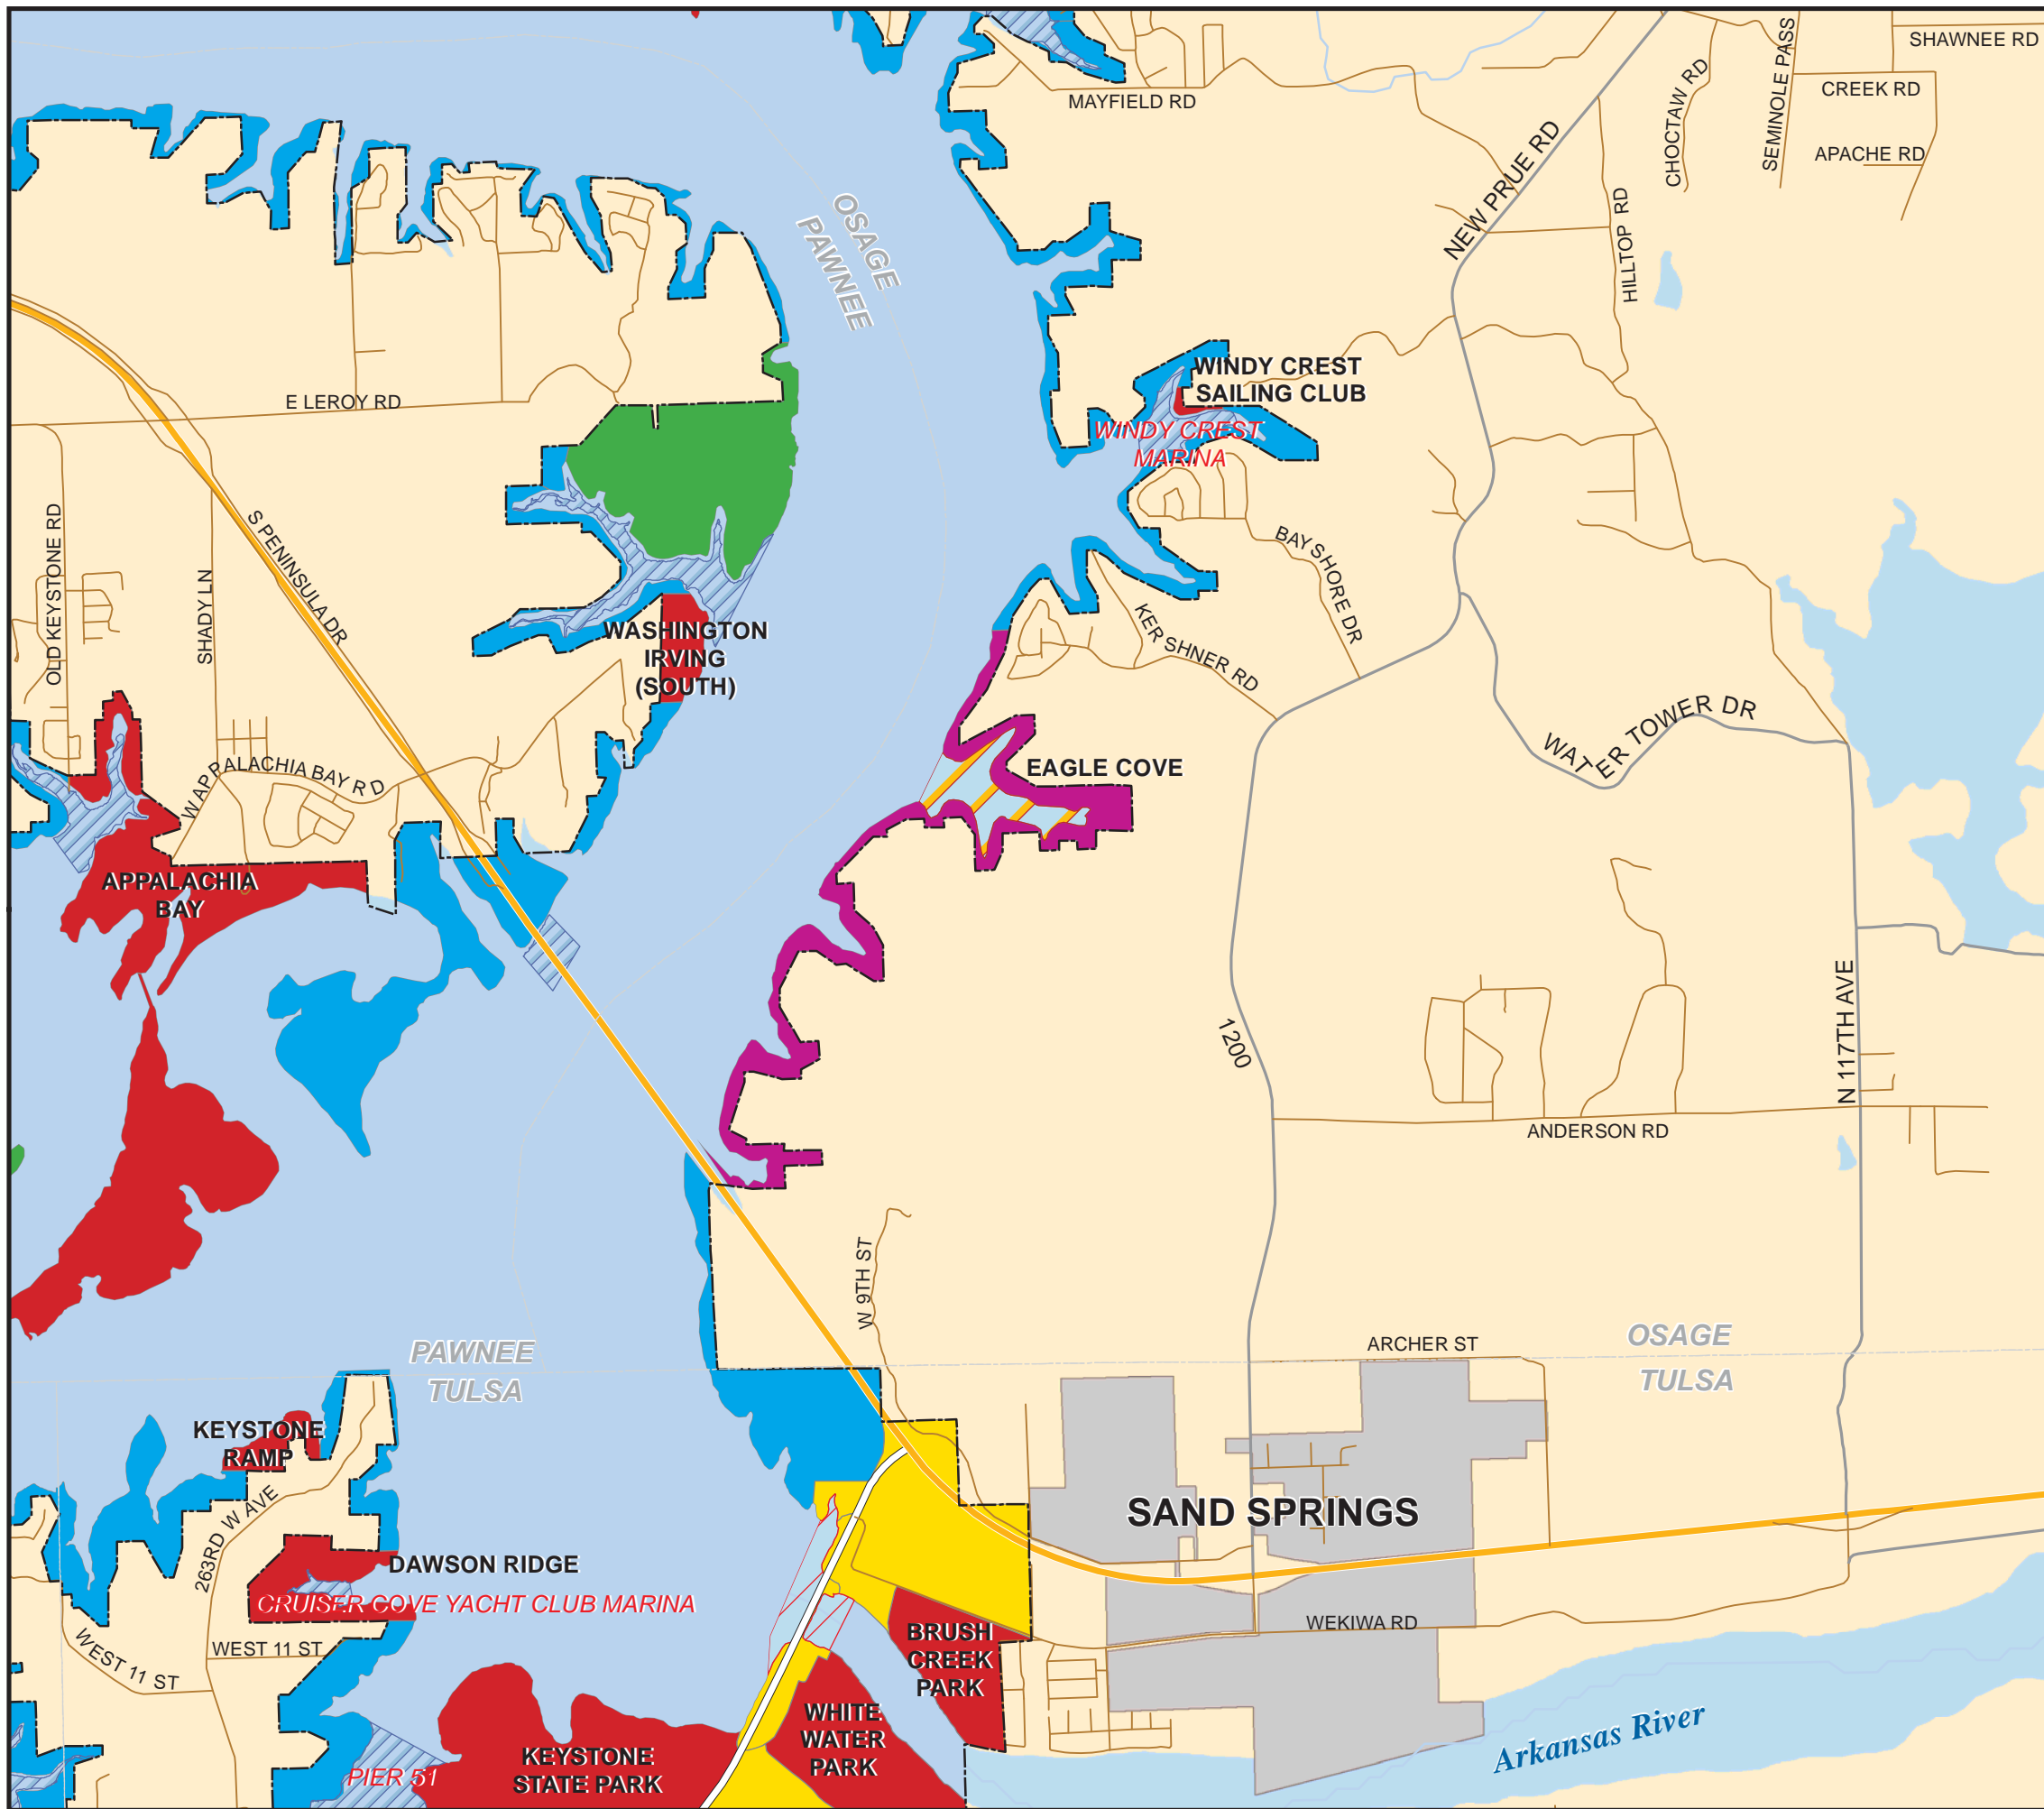 SHAWNEE RD
SEMINOLE PASS
CHOCTAW RD
CREEK RD
MAYFIELD RD
NEW PRUE RD
APACHE RD
HILLTOP RD
OSAGE
PAWNEE
WINDY CREST
SAILING CLUB
WINDY CREST
MARINA
E LEROY RD
OLD KEYSTONE RD
SHADY LN
S PENINSULA DR
BAY SHORE DR
KERSHNER RD
WASHINGTON
IRVING
(SOUTH)
WATER TOWER DR
EAGLE COVE
W APPALACHIA BAY RD
APPALACHIA
BAY
1200
N 117TH AVE
ANDERSON RD
W 9TH ST
ARCHER ST
OSAGE
TULSA
PAWNEE
TULSA
KEYSTONE
RAMP
263RD W AVE
SAND SPRINGS
DAWSON RIDGE
CRUISER COVE YACHT CLUB MARINA
WEST 11 ST
WEST 11 ST
WEKIWA RD
BRUSH
CREEK
PARK
WHITE
WATER
PARK
KEYSTONE
STATE PARK
PIER 51
Arkansas River